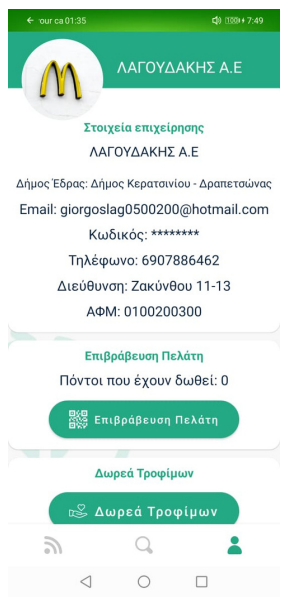 our ca 01:35 100 7:49
ΛΑΓΟΥΔΑΚΗΣ Α.Ε
Στοιχεία επιχείρησης
ΛΑΓΟΥΔΑΚΗΣ Α.Ε
Δήμος Έδρας: Δήμος Κερατσινίου - Δραπετσώνας
Email: giorgoslag0500200@hotmail.com
Κωδικός: ********
Τηλέφωνο: 6907886462
Διεύθυνση: Ζακύνθου 11-13
ΑΦΜ: 0100200300
Επιβράβευση Πελάτη
Πόντοι που έχουν δωθεί: 0
Επιβράβευση Πελάτη
Δωρεά Τροφίμων
Δωρεά Τροφίμων